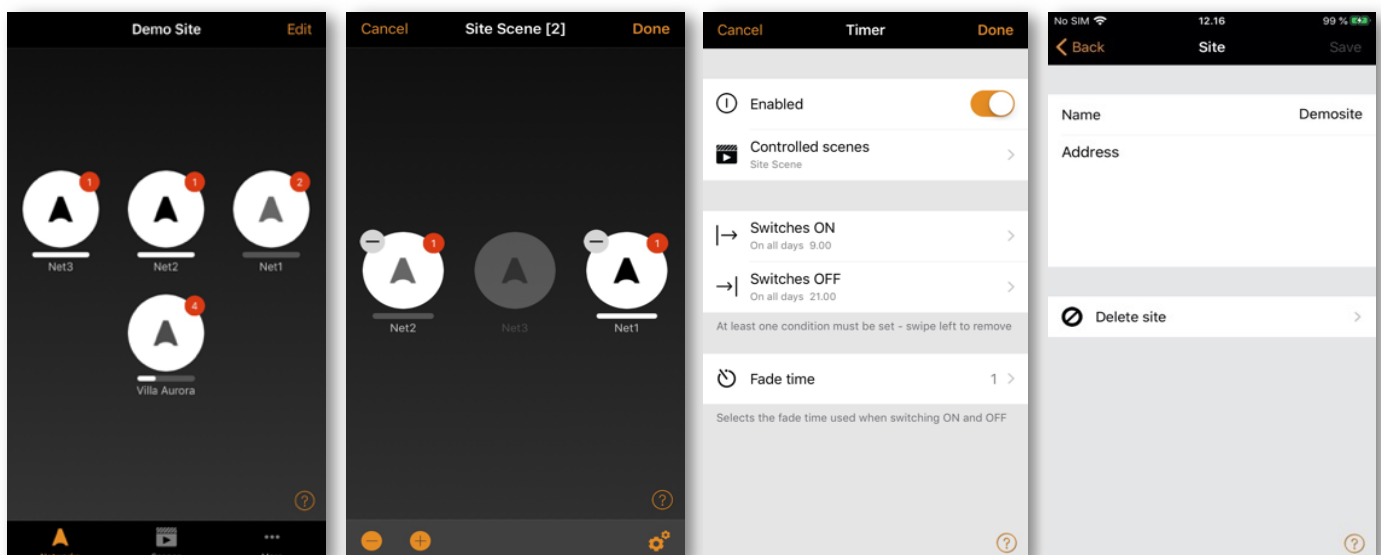 Demo Site
Edit
1
1
2
Net3
Net2
Net1
4
Villa Aurora
?
Cancel
Site Scene [2]
Done
1
1
Net2
Net3
Net1
?
Cancel
Timer
Done
Enabled
Controlled scenes
Site Scene
Switches ON
On all days 9.00
Switches OFF
On all days 21.00
At least one condition must be set - swipe left to remove
Fade time
1
Selects the fade time used when switching ON and OFF
?
No SIM
12.16
99 %
Back
Site
Save
Name
Demosite
Address
Delete site
?